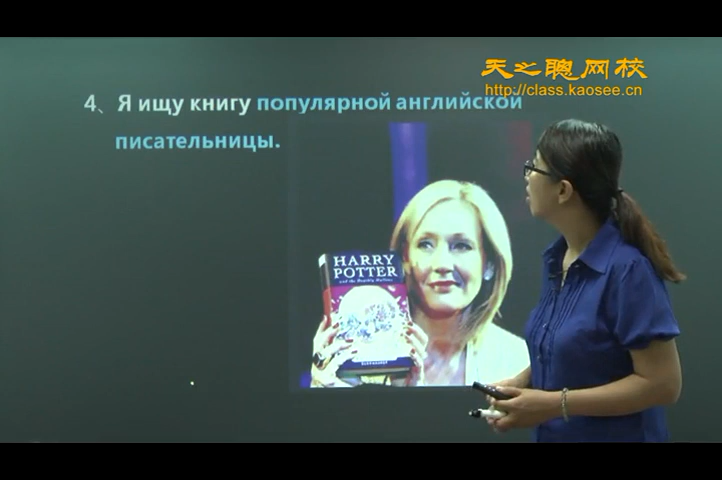 天之聰网校
http://class.kaosee.cn
4、Я ищу книгу популярной английской
писательницы.
HARRY
POTTER